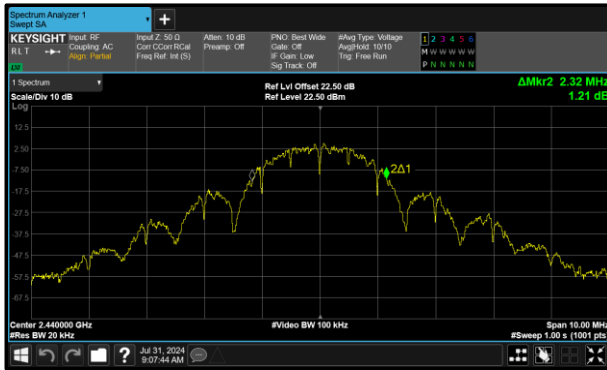 Spectrum Analyzer 1
Swept SA
+
KEYSIGHT
RLT
Input: RF
Coupling: AC
Align: Partial
Input Z: 50 Ω
Corr CCorr RCal
Freq Ref: Int (S)
Atten: 10 dB
Preamp: Off
PNO: Best Wide
Gate: Off
IF Gain: Low
Sig Track: Off
#Avg Type: Voltage
Avg|Hold: 10/10
Trig: Free Run
1 2 3 4 5 6
M W W W W W
P N N N N N
1 Spectrum
Scale/Div 10 dB
Ref Lvl Offset 22.50 dB
Ref Level 22.50 dBm
ΔMkr2 2.32 MHz
1.21 dB
Log
12.5
2.50
7.50
2Δ1
-17.5
-27.5
-37.5
-47.5
-57.5
-67.5
Center 2.440000 GHz
#Res BW 20 kHz
#Video BW 100 kHz
Span 10.00 MHz
#Sweep 1.00 s (1001 pts
?
Jul 31, 2024
9:07:44 AM